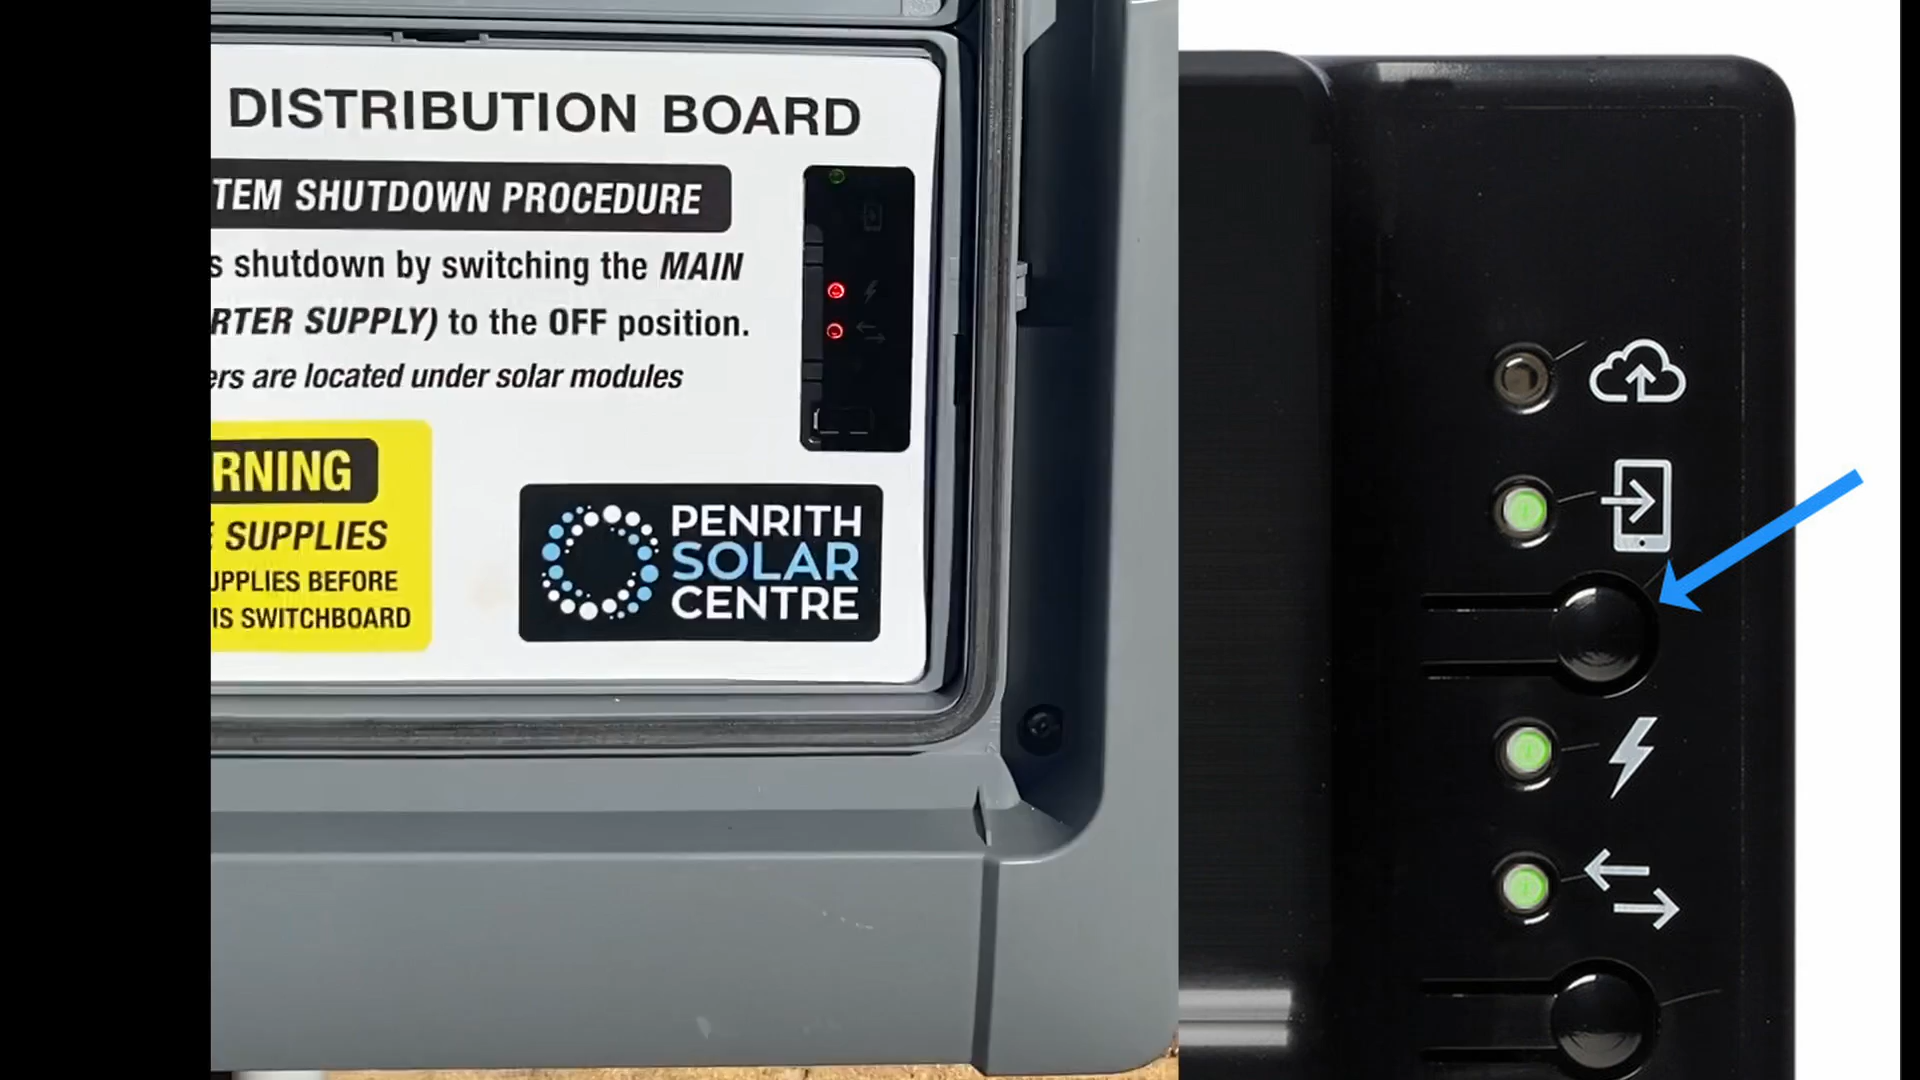 DISTRIBUTION BOARD
TEM SHUTDOWN PROCEDURE
s shutdown by switching the MAIN
RTER SUPPLY) to the OFF position.
ers are located under solar modules
RNING
E SUPPLIES
UPPLIES BEFORE
IS SWITCHBOARD
PENRITH
SOLAR
CENTRE